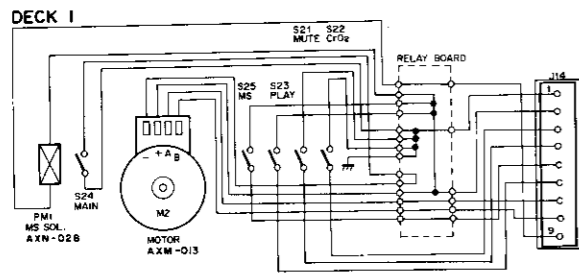 DECK 1
S21 S22
MUTE CrO2
RELAY BOARD
J14
S25 S23
MS PLAY
1
- + A B
S24
MAIN
M2
PM1
MS SOL.
AXN-028
MOTOR
AXM-013
9